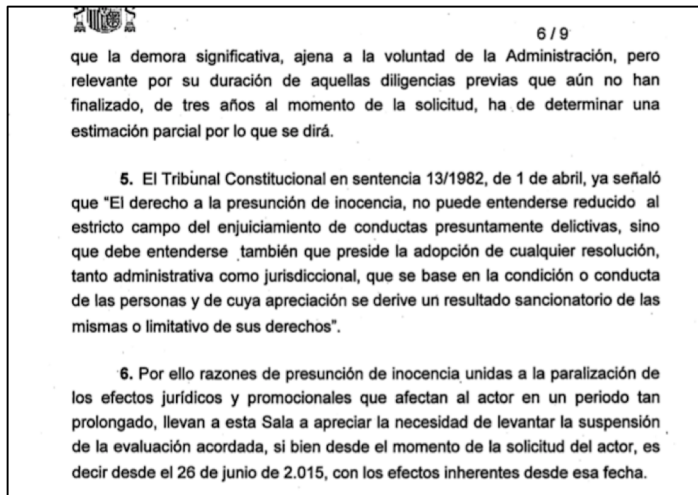 6/9
que la demora significativa, ajena a la voluntad de la Administración, pero
relevante por su duración de aquellas diligencias previas que aún no han
finalizado, de tres años al momento de la solicitud, ha de determinar una
estimación parcial por lo que se dirá.
5. El Tribunal Constitucional en sentencia 13/1982, de 1 de abril, ya señaló
que "El derecho a la presunción de inocencia, no puede entenderse reducido al
estricto campo del enjuiciamiento de conductas presuntamente delictivas, sino
que debe entenderse también que preside la adopción de cualquier resolución,
tanto administrativa como jurisdiccional, que se base en la condición o conducta
de las personas y de cuya apreciación se derive un resultado sancionatorio de las
mismas o limitativo de sus derechos".
6. Por ello razones de presunción de inocencia unidas a la paralización de
los efectos jurídicos y promocionales que afectan al actor en un periodo tan
prolongado, llevan a esta Sala a apreciar la necesidad de levantar la suspensión
de la evaluación acordada, si bien desde el momento de la solicitud del actor, es
decir desde el 26 de junio de 2.015, con los efectos inherentes desde esa fecha.